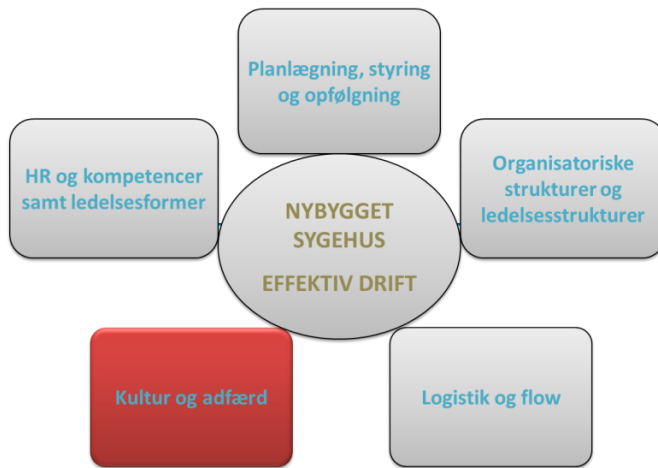 Planlægning, styring
og opfølgning
HR og kompetencer
samt ledelsesformer
Organisatoriske
strukturer og
ledelsesstrukturer
NYBYGGET
SYGEHUS
EFFEKTIV DRIFT
Kultur og adfærd
Logistik og flow